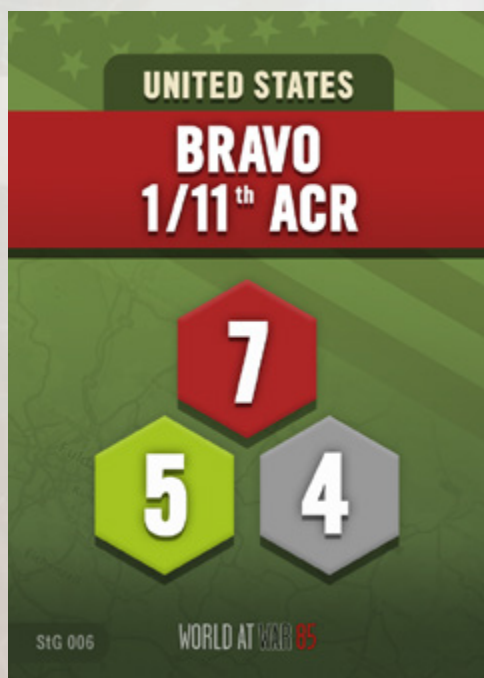 UNITED STATES
BRAVO
1/11th ACR
7
5 4
StG 006 WORLD AT WAR 85